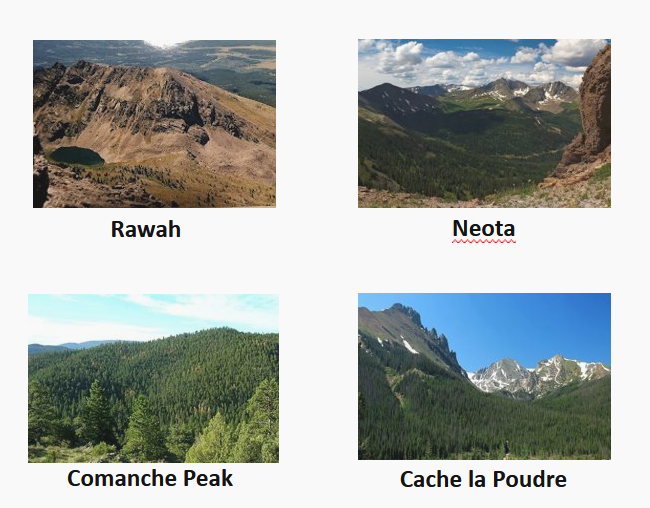 Rawah
Neota
Comanche Peak
Cache la Poudre